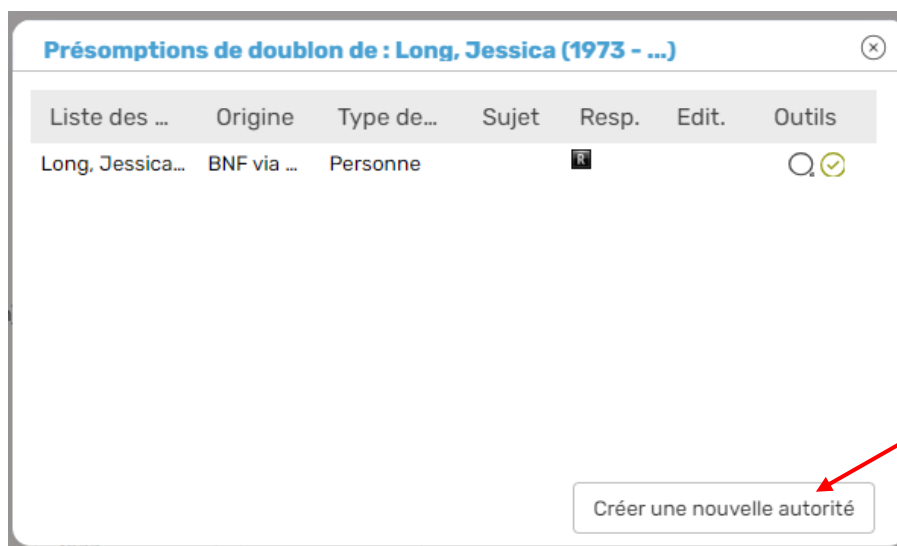 Présomptions de doublon de : Long, Jessica (1973 - ...)
Liste des ... Origine Type de... Sujet Resp. Edit. Outils
Long, Jessica... BNF via ... Personne R
Créer une nouvelle autorité